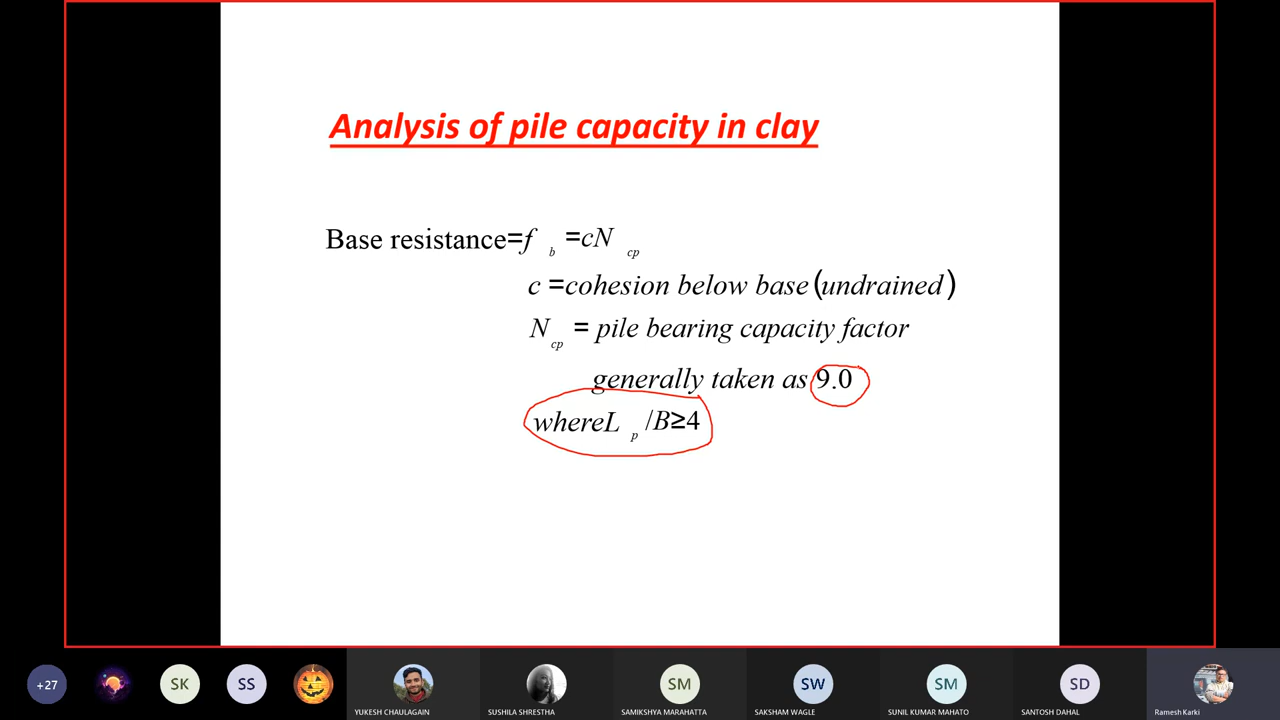 Analysis of pile capacity in clay
Base resistance=f b =cN cp
c =cohesion below base (undrained)
N cp = pile bearing capacity factor
generally taken as 9.0
whereL p /B≥4
+27
SK
SS
SM
SW
SM
SD
YUKESH CHAULAGAIN
SUSHILA SHRESTHA
SAMIKSHYA MARAHATTA
SAKSHAM WAGLE
SUNIL KUMAR MAHATO
SANTOSH DAHAL
Ramesh Karki